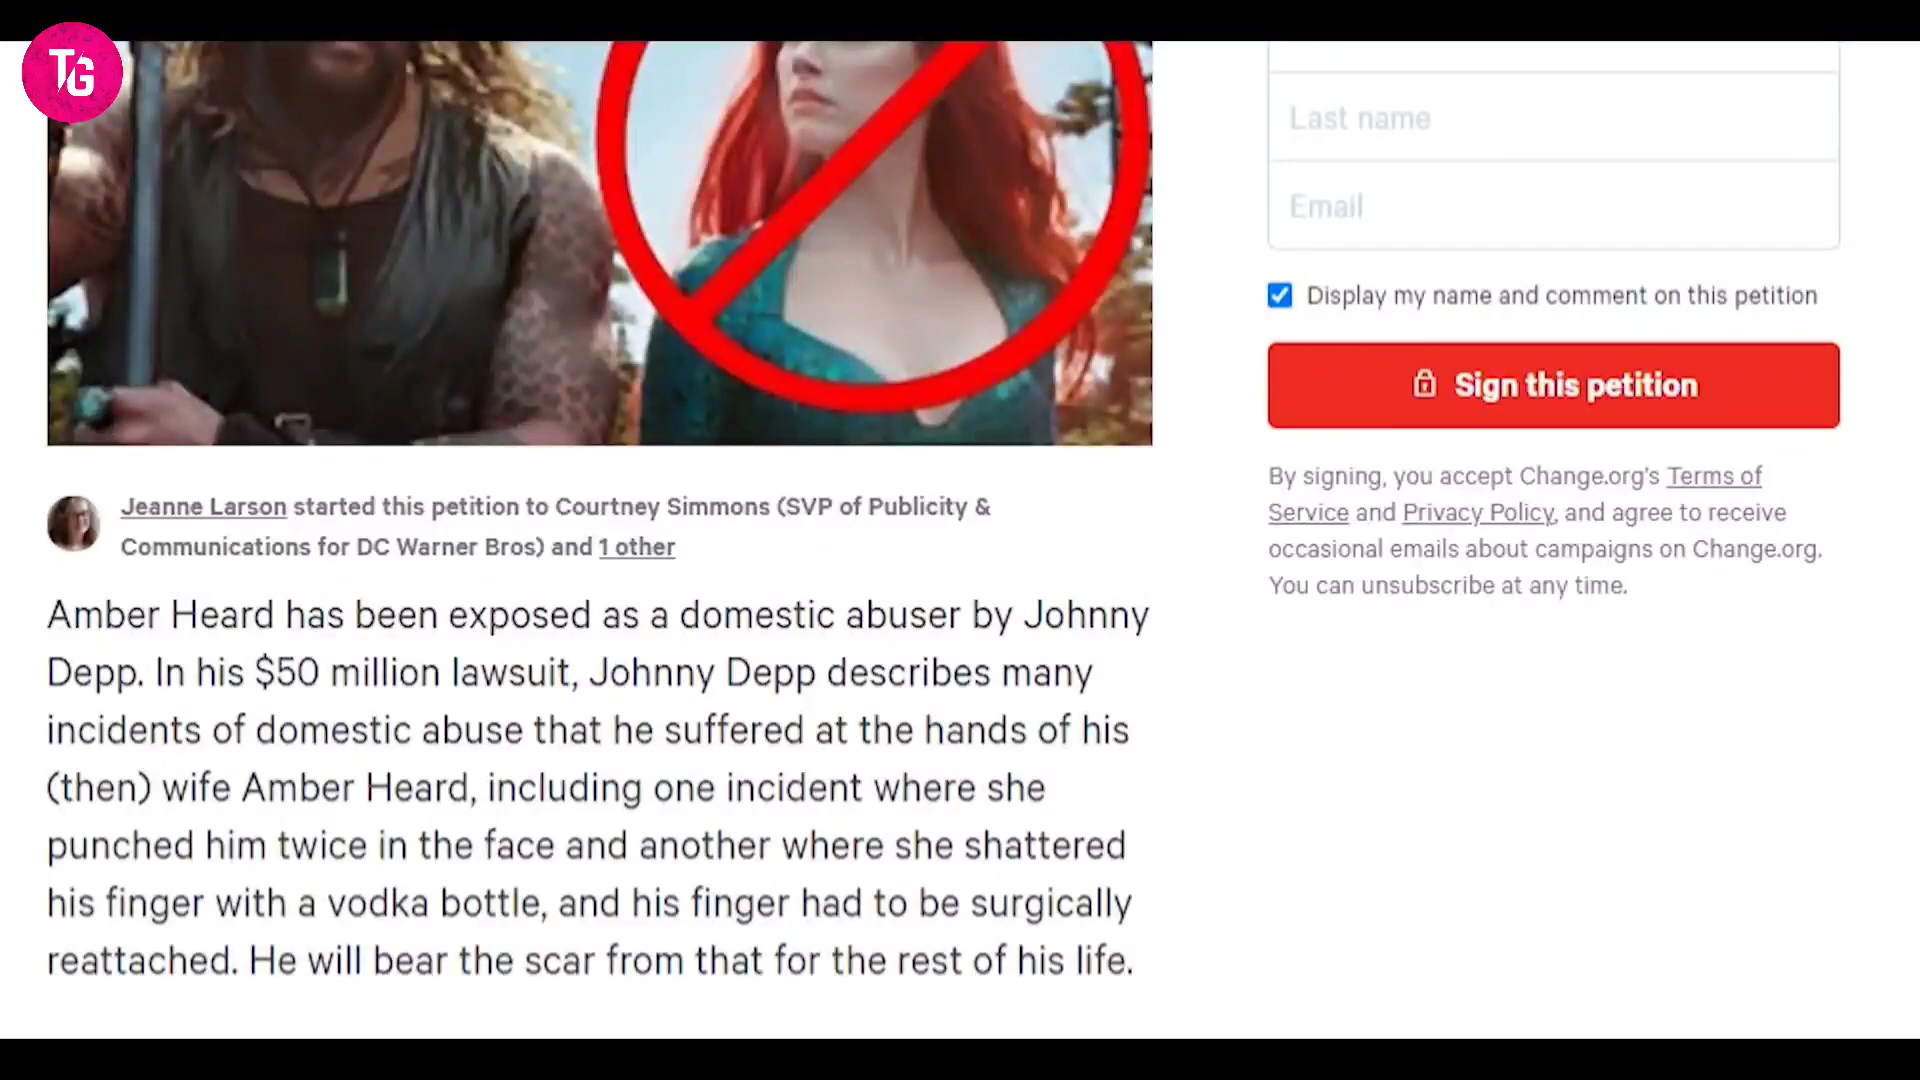 TG
Last name
Email
Display my name and comment on this petition
Sign this petition
By signing, you accept Change.org's Terms of
Service and Privacy Policy, and agree to receive
occasional emails about campaigns on Change.org.
You can unsubscribe at any time.
Jeanne Larson started this petition to Courtney Simmons (SVP of Publicity &
Communications for DC Warner Bros) and 1 other
Amber Heard has been exposed as a domestic abuser by Johnny
Depp. In his $50 million lawsuit, Johnny Depp describes many
incidents of domestic abuse that he suffered at the hands of his
(then) wife Amber Heard, including one incident where she
punched him twice in the face and another where she shattered
his finger with a vodka bottle, and his finger had to be surgically
reattached. He will bear the scar from that for the rest of his life.